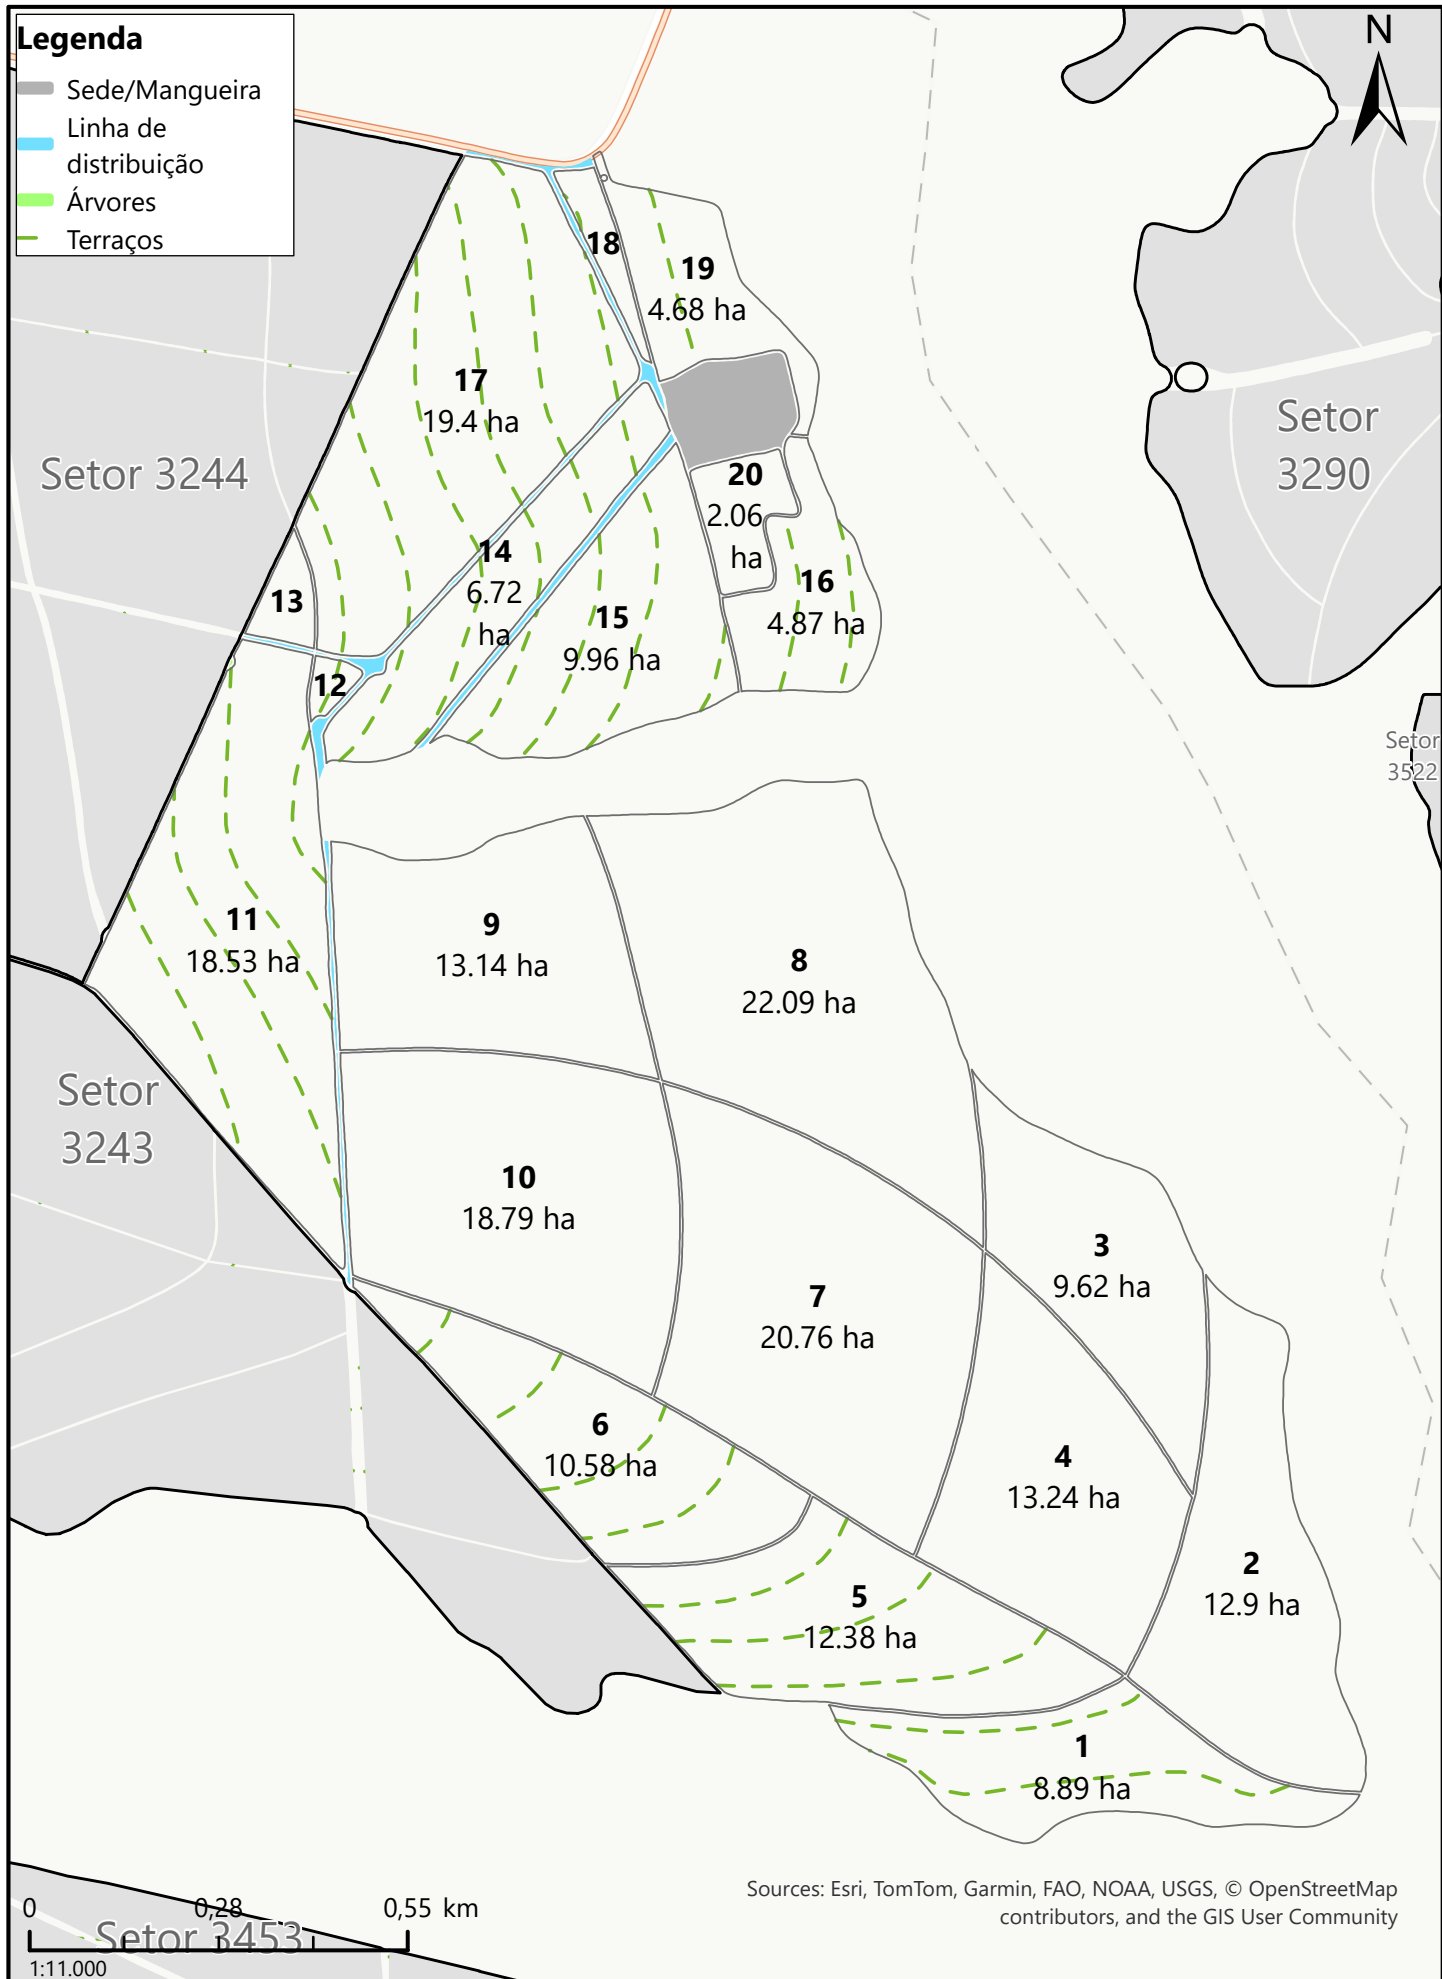 Legenda
Sede/Mangueira
Linha de
distribuição
Árvores
Terraços
N
18
19
4.68 ha
17
19.4 ha
Setor
3290
Setor 3244
20
2.06
ha
14
6.72
ha
16
4.87 ha
13
15
9.96 ha
12
Setor
3522
11
18.53 ha
9
13.14 ha
8
22.09 ha
Setor
3243
10
18.79 ha
3
9.62 ha
7
20.76 ha
6
10.58 ha
4
13.24 ha
2
12.9 ha
5
12.38 ha
1
8.89 ha
Sources: Esri, TomTom, Garmin, FAO, NOAA, USGS, © OpenStreetMap
contributors, and the GIS User Community
0 0,28 0,55 km
Setor 3453
1:11.000